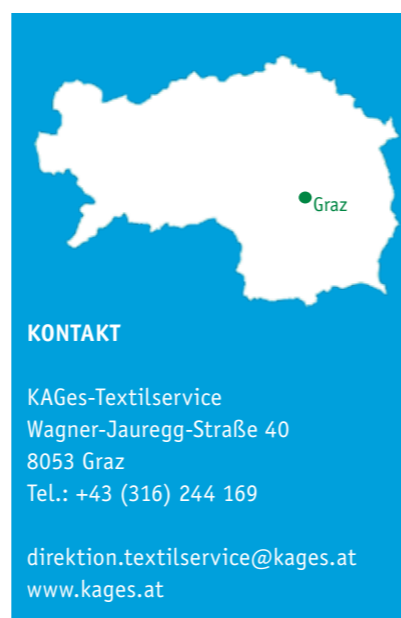 Graz
KONTAKT
KAGes-Textilservice
Wagner-Jauregg-Straße 40
8053 Graz
Tel.: +43 (316) 244 169
direktion.textilservice@kages.at
www.kages.at